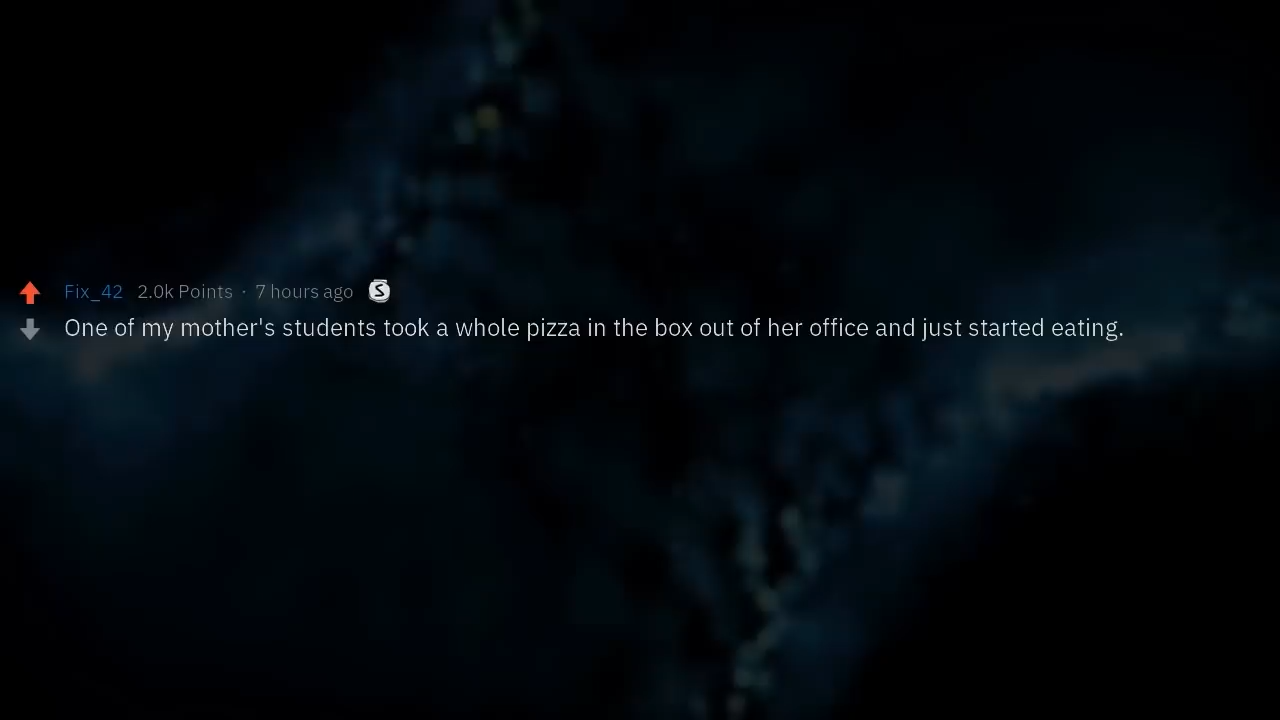 Fix_42 2.0k Points · 7 hours ago S
One of my mother's students took a whole pizza in the box out of her office and just started eating.